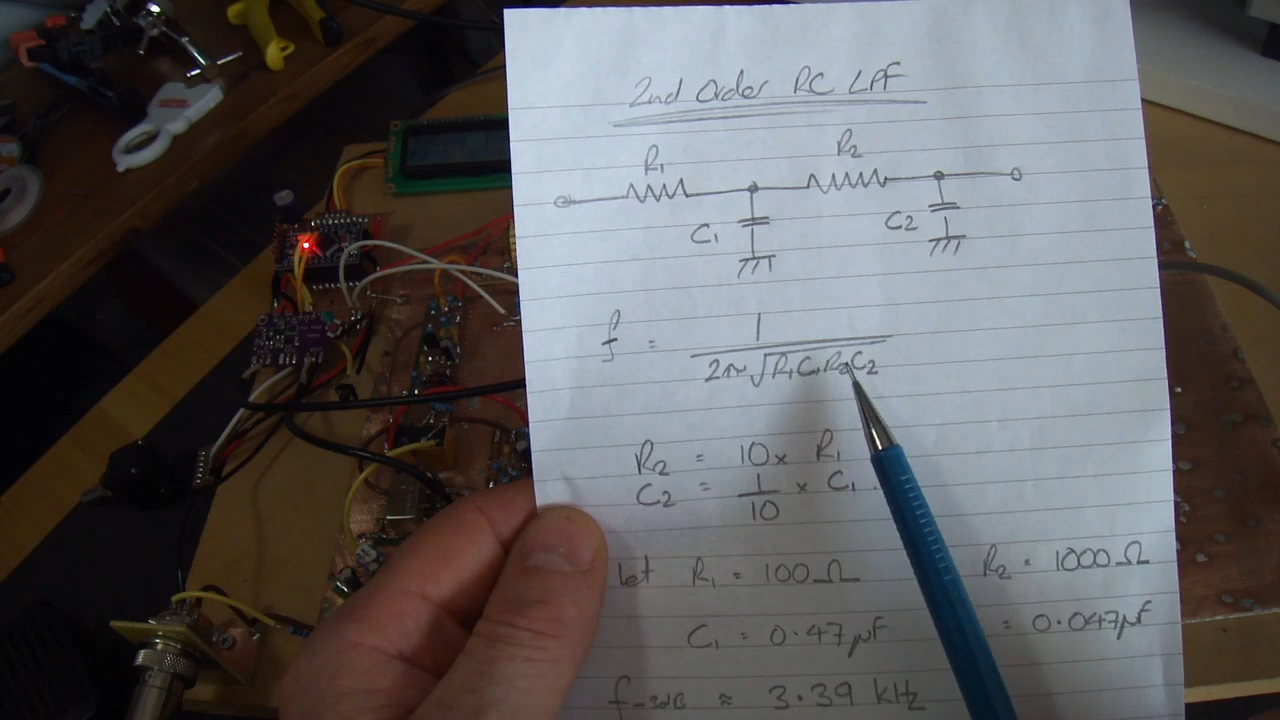 2nd Order RC LPF
R1 R2
C1 C2
f = 1 / 2π √R1C1R2C2
R2 = 10 x R1
C2 = 1/10 x C1.
let R1 = 100Ω R2 = 1000Ω
C1 = 0.47µF = 0.047µF
f-3dB ≈ 3.39 kHz